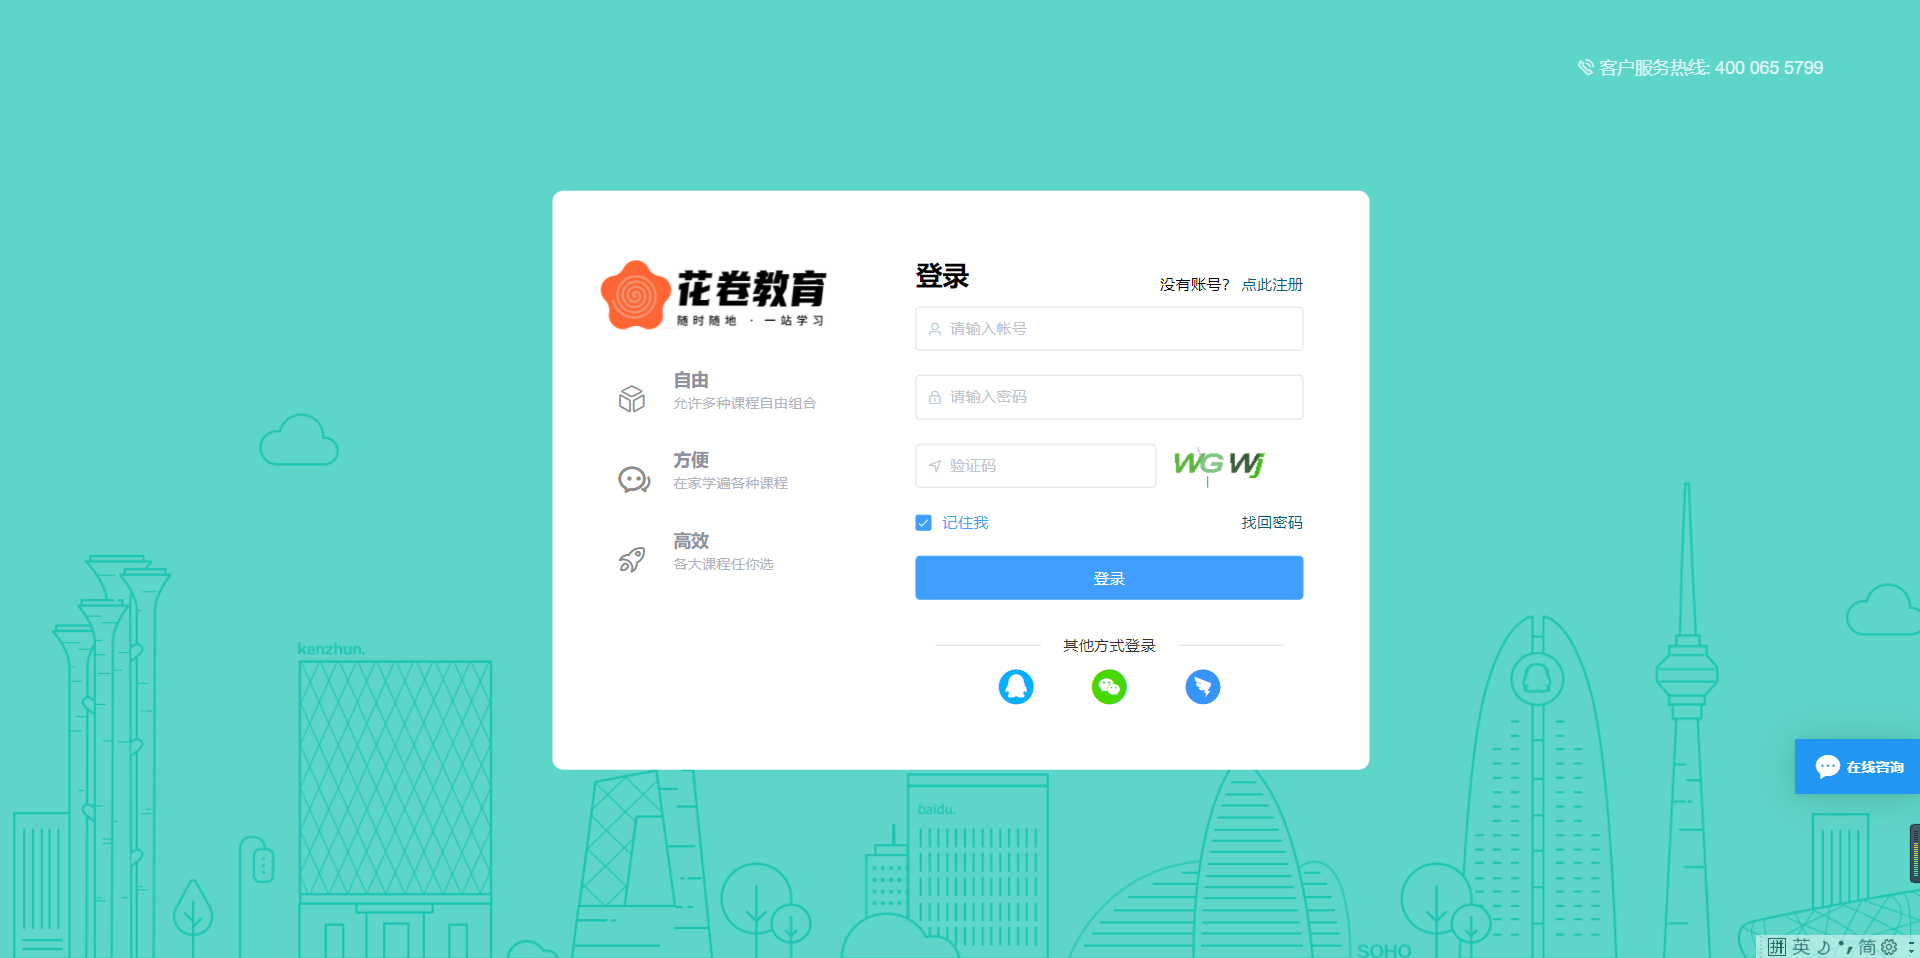 客户服务热线: 400 065 5799
花卷教育
随时随地 · 一站学习
自由
允许多种课程自由组合
方便
在家学遍各种课程
高效
各大课程任你选
登录
没有账号? 点此注册
请输入帐号
请输入密码
验证码
WGWj
记住我
找回密码
登录
其他方式登录
在线咨询
kanzhun.
baidu.
SOHO
拼 英 简